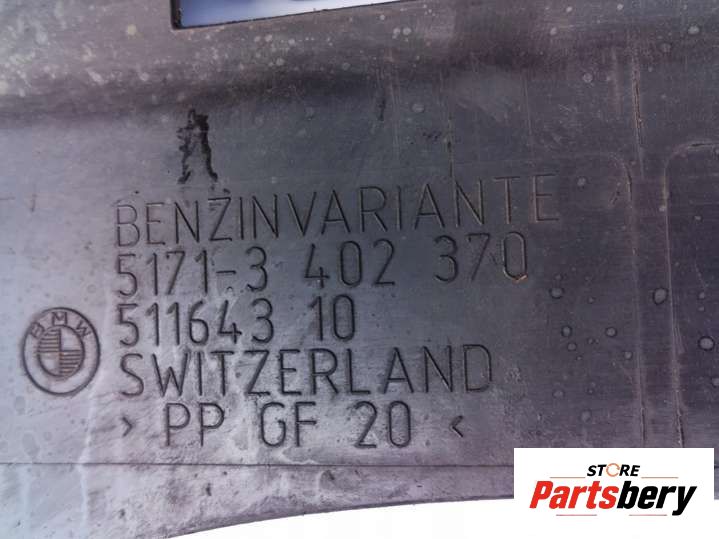 BENZINVARIANTE
5171-3 402 370
511643 10
BMW
SWITZERLAND
> PP GF 20 <
STORE
Partsbery